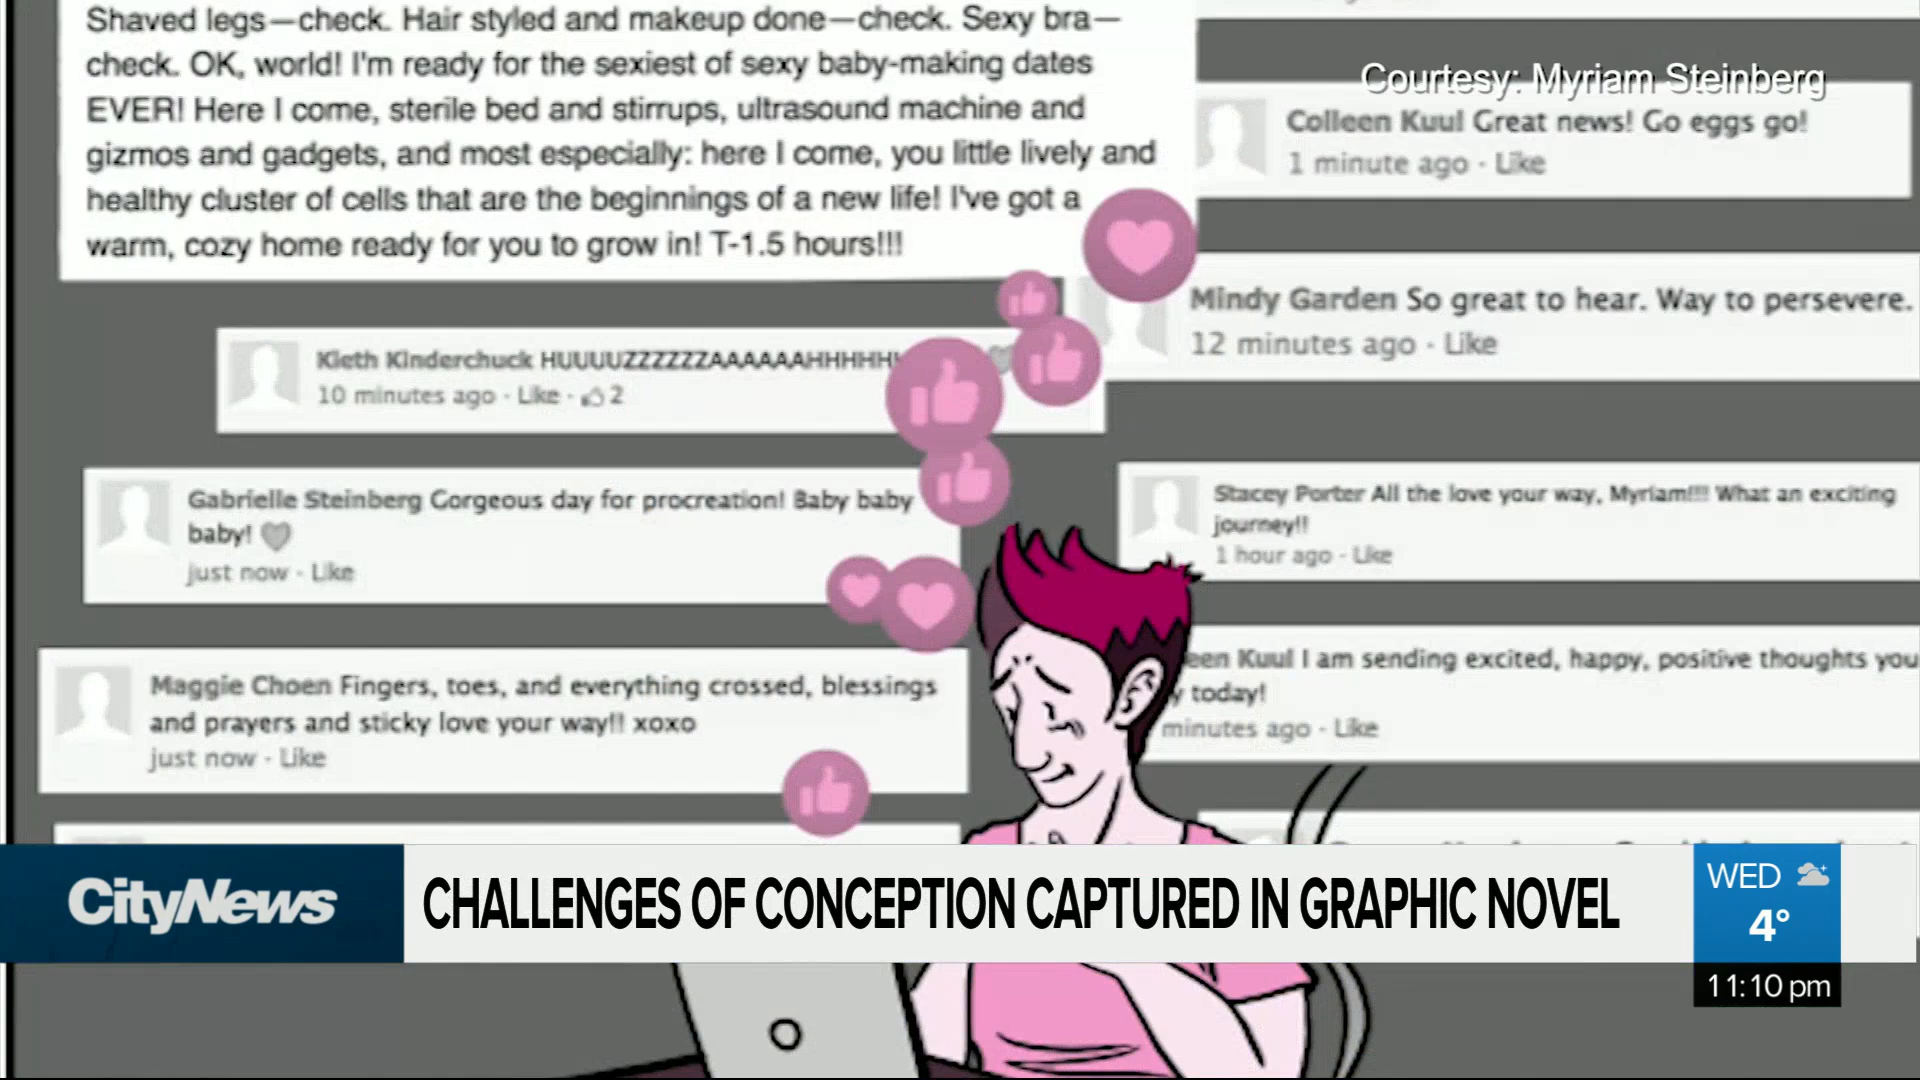 Shaved legs—check. Hair styled and makeup done—check. Sexy bra—
check. OK, world! I'm ready for the sexiest of sexy baby-making dates
EVER! Here I come, sterile bed and stirrups, ultrasound machine and
gizmos and gadgets, and most especially: here I come, you little lively and
healthy cluster of cells that are the beginnings of a new life! I've got a
warm, cozy home ready for you to grow in! T-1.5 hours!!!
Courtesy: Myriam Steinberg
Colleen Kuul Great news! Go eggs go!
1 minute ago · Like
Mindy Garden So great to hear. Way to persevere.
12 minutes ago · Like
Kieth Kinderchuck HUUUUZZZZZZAAAAAAHHHHH
10 minutes ago · Like · 2
Gabrielle Steinberg Gorgeous day for procreation! Baby baby
baby!
just now · Like
Stacey Porter All the love your way, Myriam!!! What an exciting
journey!!
1 hour ago · Like
Maggie Choen Fingers, toes, and everything crossed, blessings
and prayers and sticky love your way!! xoxo
just now · Like
een Kuul I am sending excited, happy, positive thoughts you
y today!
minutes ago · Like
CityNews
CHALLENGES OF CONCEPTION CAPTURED IN GRAPHIC NOVEL
WED
4°
11:10 pm